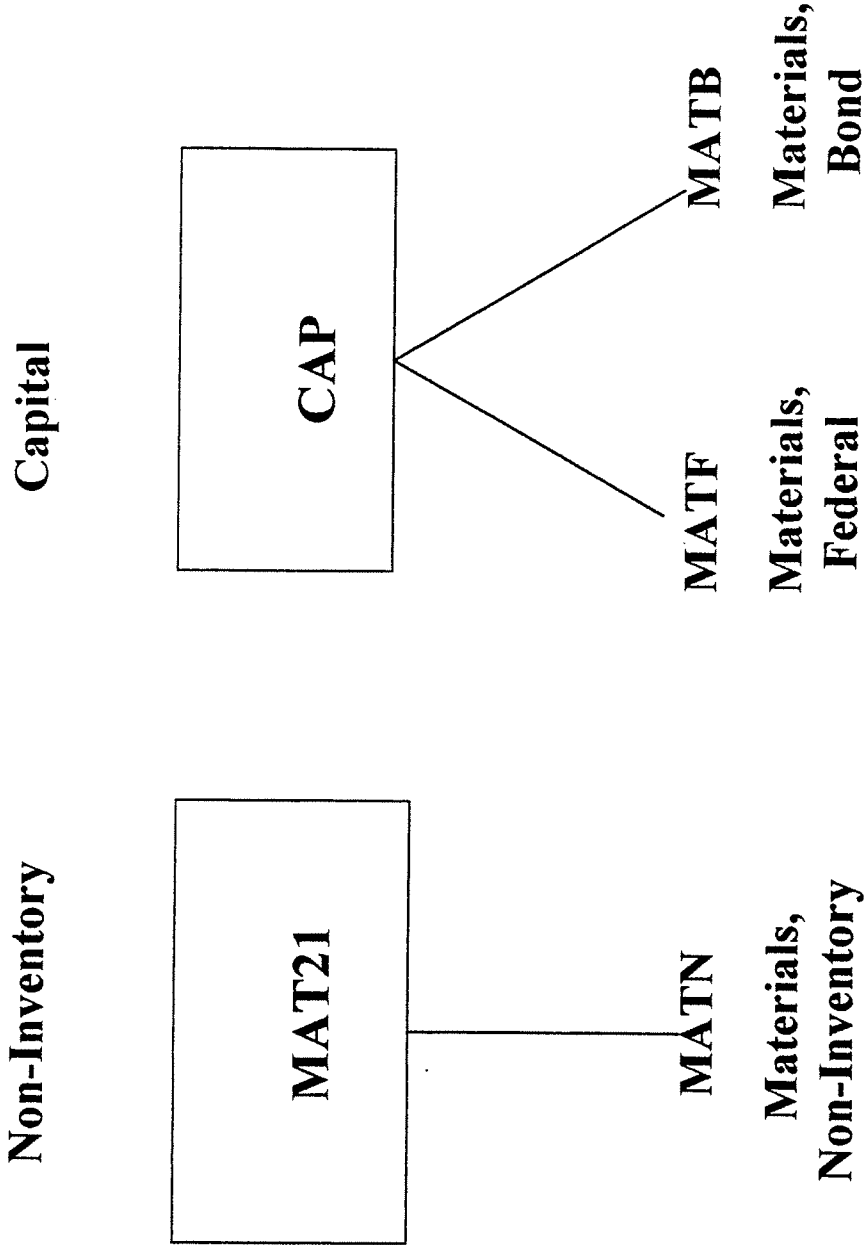 Non-Inventory
Capital
MAT21
CAP
MATN
MATF
MATB
Materials,
Non-Inventory
Materials,
Federal
Materials,
Bond